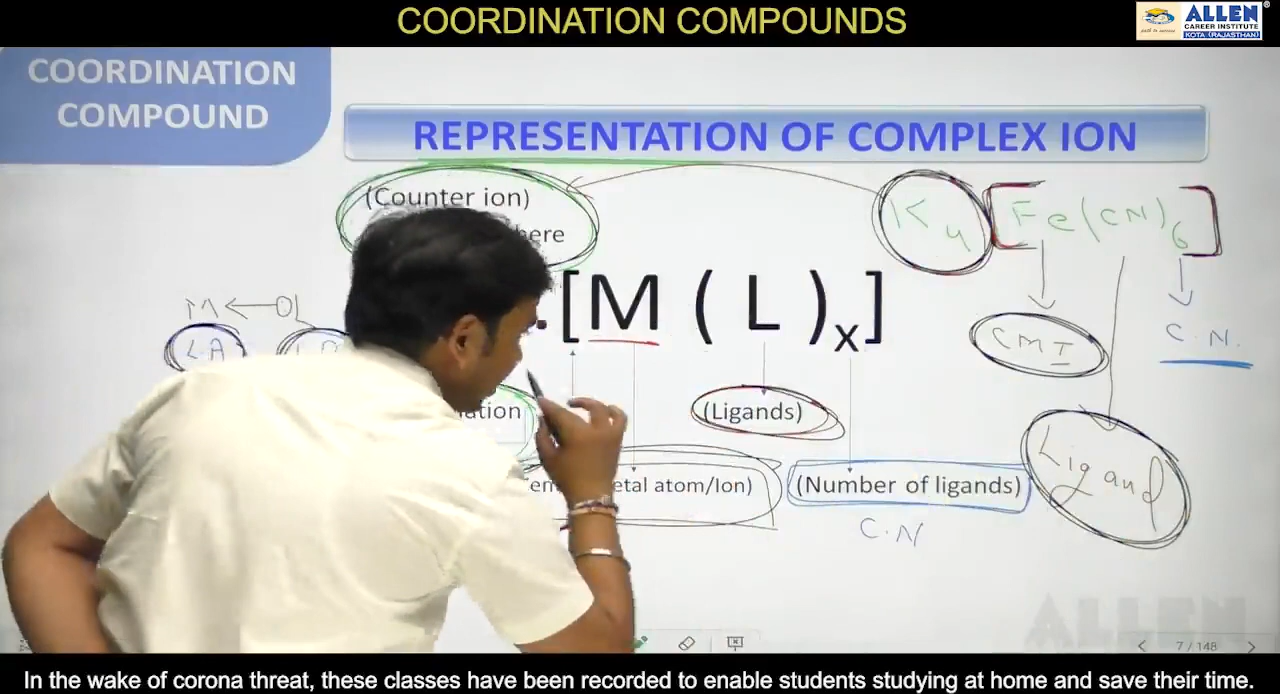 COORDINATION COMPOUNDS
ALLEN
CAREER INSTITUTE
KOTA (RAJASTHAN)
COORDINATION
COMPOUND
REPRESENTATION OF COMPLEX ION
(Counter ion)
K4 [Fe(CN)6]
[M ( L )x]
M ← OL
L.A
CMI
C.N.
(Ligands)
Ligand
etal atom/Ion)
(Number of ligands)
C.N
ALLEN
7 / 148
In the wake of corona threat, these classes have been recorded to enable students studying at home and save their time.